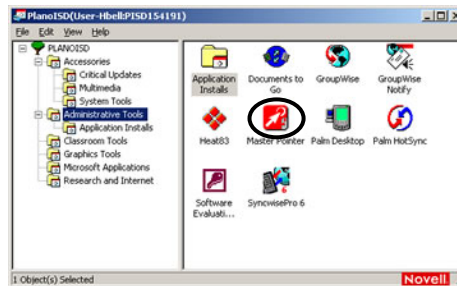 PlanoISD(User-Hbell:PISD154191)
File Edit View Help
PLANOISD
Accessories
Critical Updates
Multimedia
System Tools
Administrative Tools
Application Installs
Classroom Tools
Graphics Tools
Microsoft Applications
Research and Internet
Application Installs
Documents to Go
GroupWise
GroupWise Notify
Heat83
Master Pointer
Palm Desktop
Palm HotSync
Software Evaluati...
SyncwisePro 6
1 Object(s) Selected
Novell